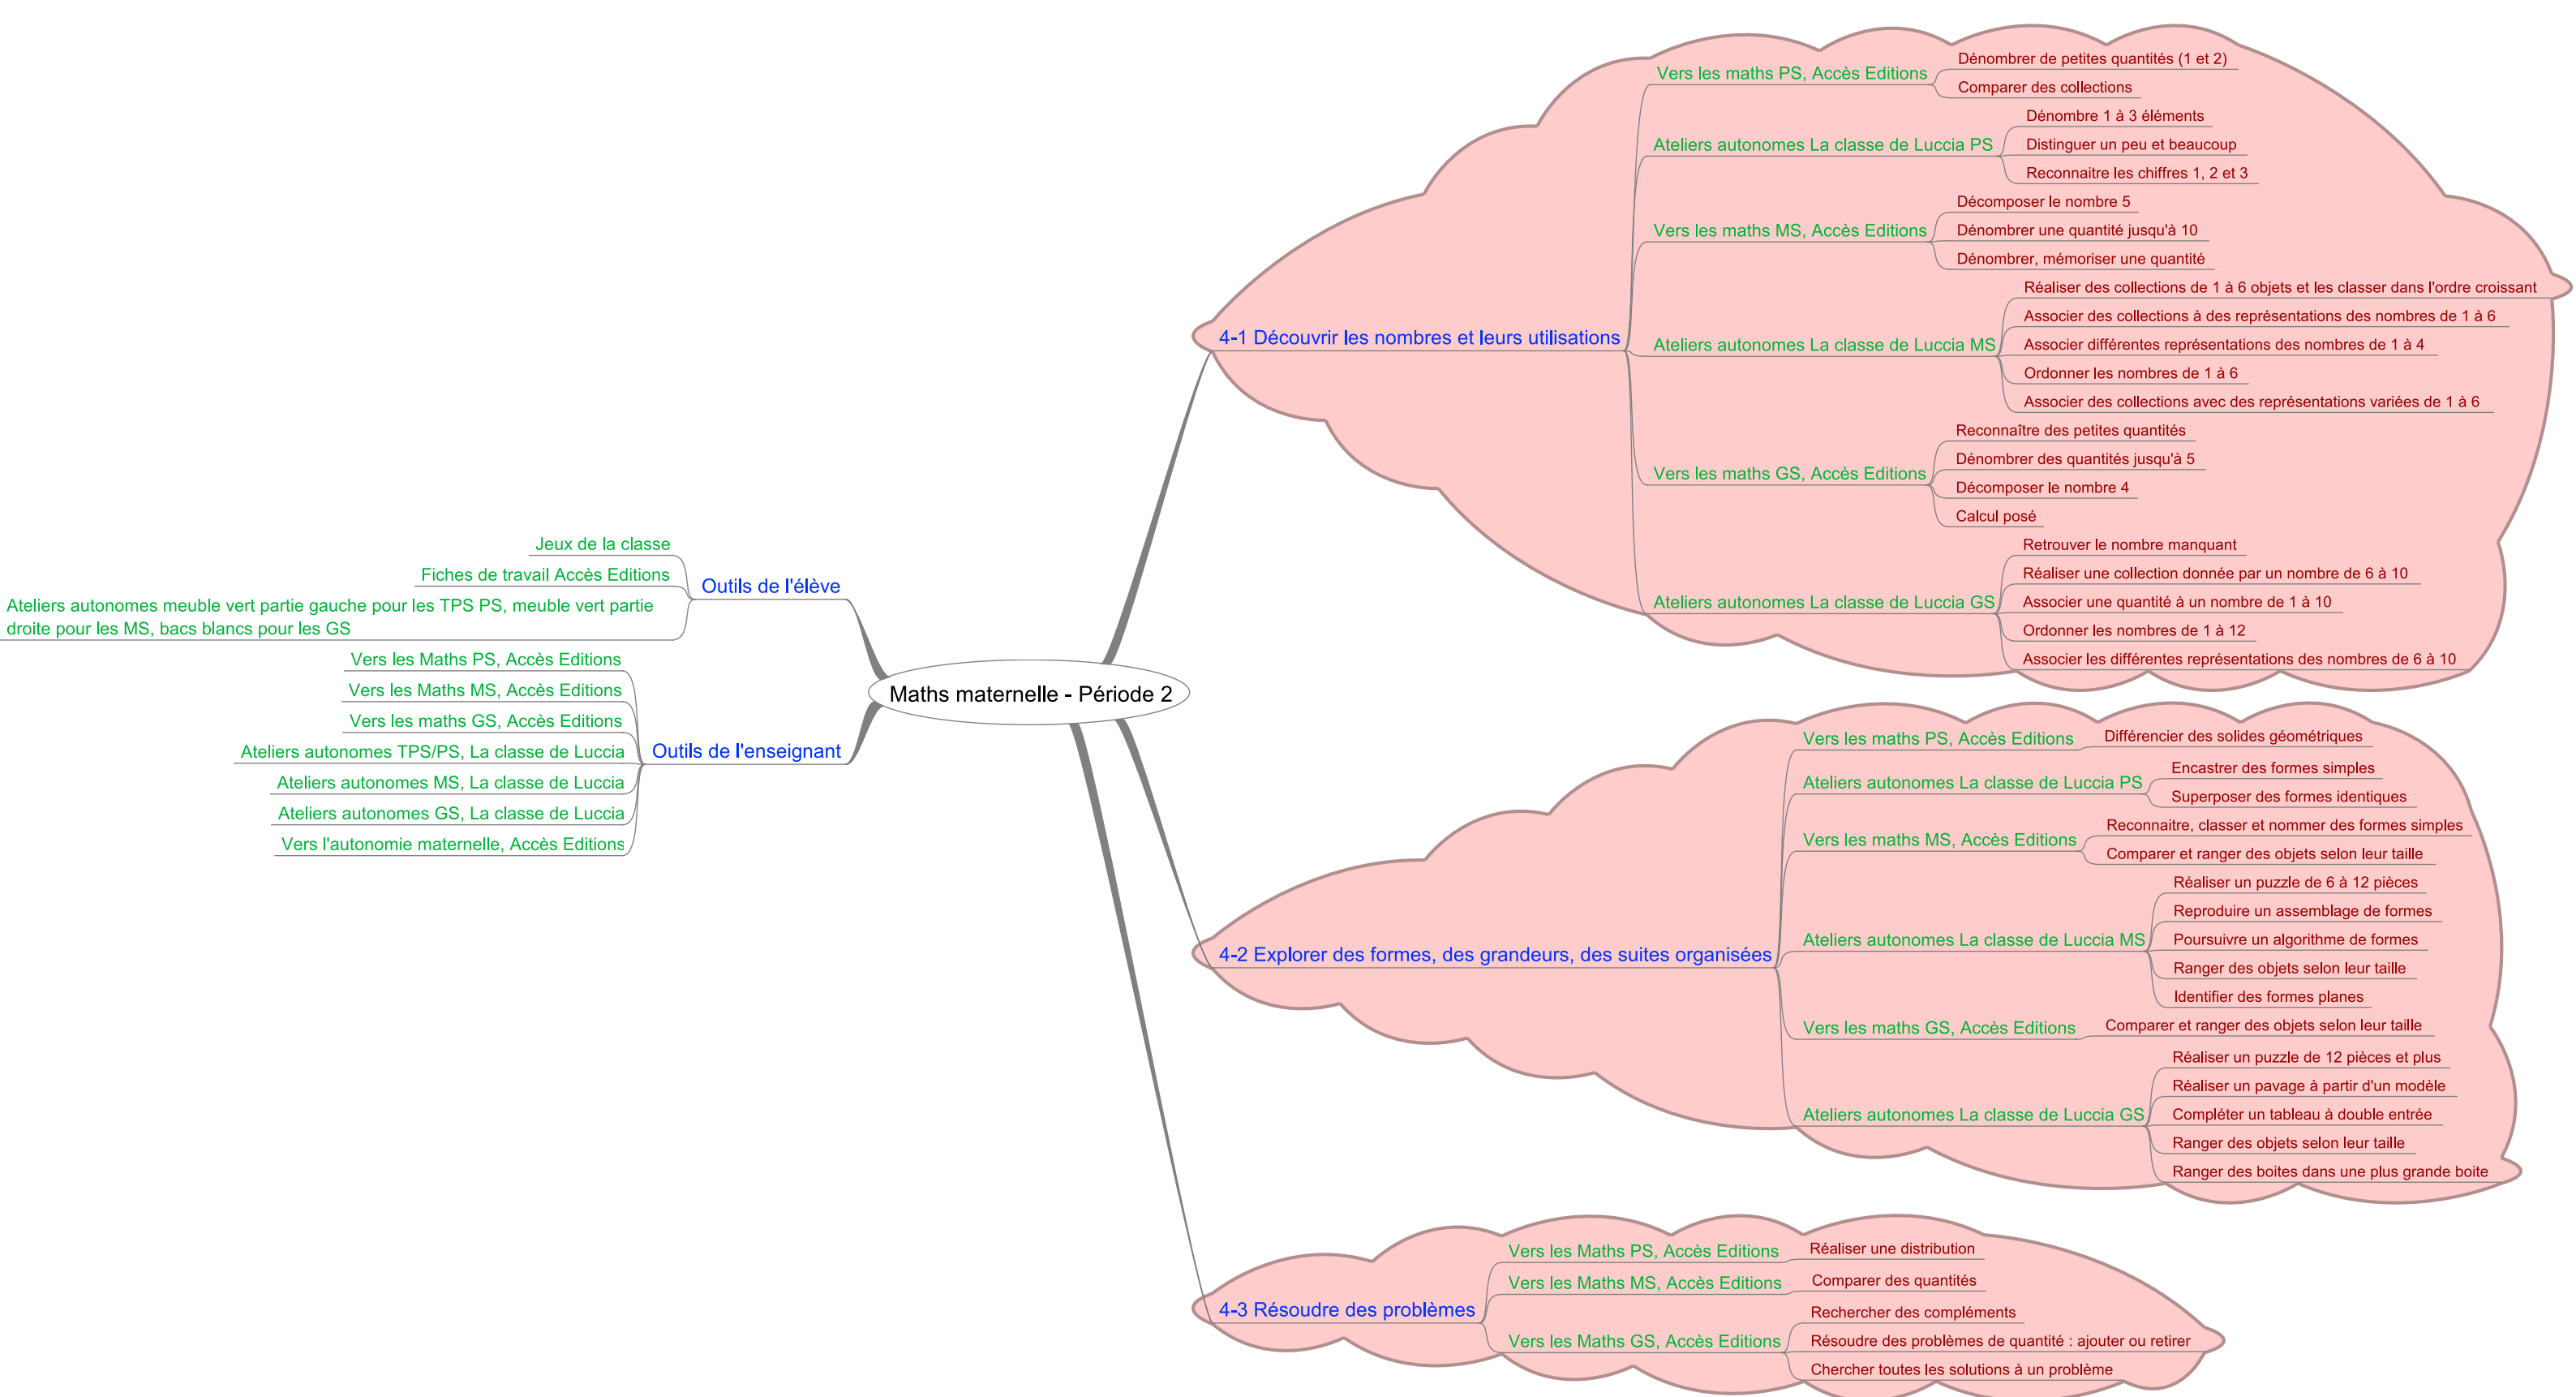 Maths maternelle - Période 2
Outils de l'élève
Jeux de la classe
Fiches de travail Accès Editions
Ateliers autonomes meuble vert partie gauche pour les TPS PS, meuble vert partie
droite pour les MS, bacs blancs pour les GS
Outils de l'enseignant
Vers les Maths PS, Accès Editions
Vers les Maths MS, Accès Editions
Vers les maths GS, Accès Editions
Ateliers autonomes TPS/PS, La classe de Luccia
Ateliers autonomes MS, La classe de Luccia
Ateliers autonomes GS, La classe de Luccia
Vers l'autonomie maternelle, Accès Editions
4-1 Découvrir les nombres et leurs utilisations
Vers les maths PS, Accès Editions
Dénombrer de petites quantités (1 et 2)
Comparer des collections
Ateliers autonomes La classe de Luccia PS
Dénombre 1 à 3 éléments
Distinguer un peu et beaucoup
Reconnaitre les chiffres 1, 2 et 3
Vers les maths MS, Accès Editions
Décomposer le nombre 5
Dénombrer une quantité jusqu'à 10
Dénombrer, mémoriser une quantité
Ateliers autonomes La classe de Luccia MS
Réaliser des collections de 1 à 6 objets et les classer dans l'ordre croissant
Associer des collections à des représentations des nombres de 1 à 6
Associer différentes représentations des nombres de 1 à 4
Ordonner les nombres de 1 à 6
Associer des collections avec des représentations variées de 1 à 6
Vers les maths GS, Accès Editions
Reconnaître des petites quantités
Dénombrer des quantités jusqu'à 5
Décomposer le nombre 4
Calcul posé
Ateliers autonomes La classe de Luccia GS
Retrouver le nombre manquant
Réaliser une collection donnée par un nombre de 6 à 10
Associer une quantité à un nombre de 1 à 10
Ordonner les nombres de 1 à 12
Associer les différentes représentations des nombres de 6 à 10
4-2 Explorer des formes, des grandeurs, des suites organisées
Vers les maths PS, Accès Editions
Différencier des solides géométriques
Ateliers autonomes La classe de Luccia PS
Encastrer des formes simples
Superposer des formes identiques
Vers les maths MS, Accès Editions
Reconnaitre, classer et nommer des formes simples
Comparer et ranger des objets selon leur taille
Ateliers autonomes La classe de Luccia MS
Réaliser un puzzle de 6 à 12 pièces
Reproduire un assemblage de formes
Poursuivre un algorithme de formes
Ranger des objets selon leur taille
Identifier des formes planes
Vers les maths GS, Accès Editions
Comparer et ranger des objets selon leur taille
Ateliers autonomes La classe de Luccia GS
Réaliser un puzzle de 12 pièces et plus
Réaliser un pavage à partir d'un modèle
Compléter un tableau à double entrée
Ranger des objets selon leur taille
Ranger des boites dans une plus grande boite
4-3 Résoudre des problèmes
Vers les Maths PS, Accès Editions
Réaliser une distribution
Vers les Maths MS, Accès Editions
Comparer des quantités
Vers les Maths GS, Accès Editions
Rechercher des compléments
Résoudre des problèmes de quantité : ajouter ou retirer
Chercher toutes les solutions à un problème